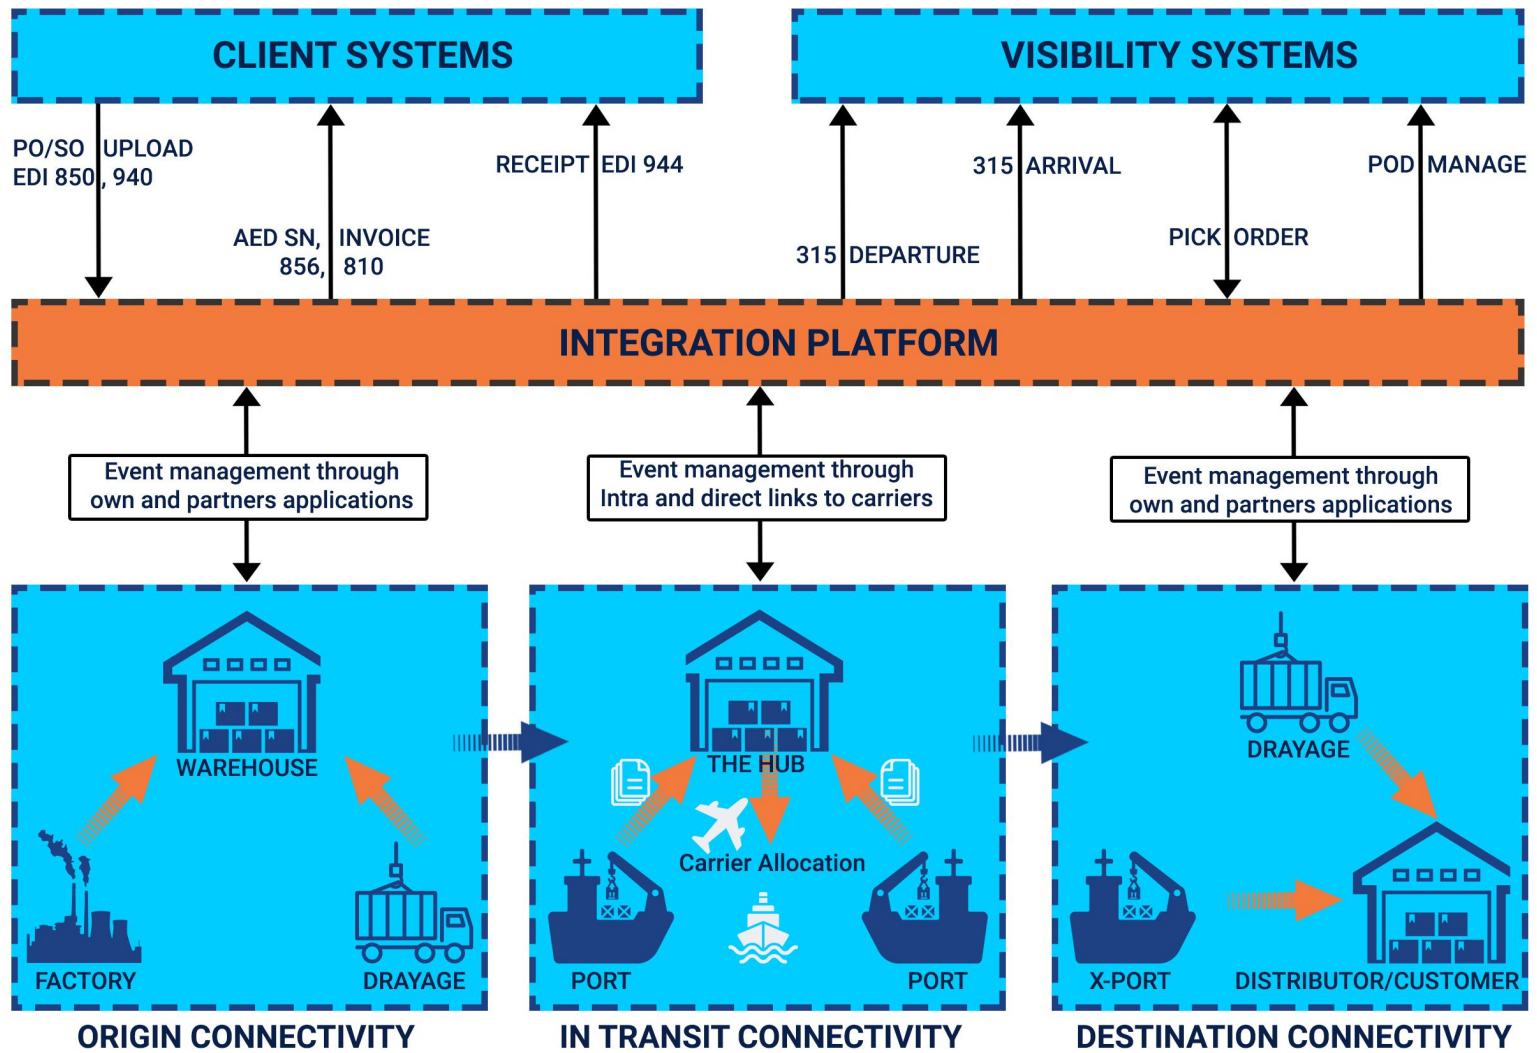 CLIENT SYSTEMS
VISIBILITY SYSTEMS
PO/SO UPLOAD
EDI 850, 940
AED SN, INVOICE
856, 810
RECEIPT EDI 944
315 DEPARTURE
315 ARRIVAL
PICK ORDER
POD MANAGE
INTEGRATION PLATFORM
Event management through
own and partners applications
Event management through
Intra and direct links to carriers
Event management through
own and partners applications
WAREHOUSE
FACTORY
DRAYAGE
THE HUB
Carrier Allocation
PORT
PORT
DRAYAGE
X-PORT
DISTRIBUTOR/CUSTOMER
ORIGIN CONNECTIVITY
IN TRANSIT CONNECTIVITY
DESTINATION CONNECTIVITY